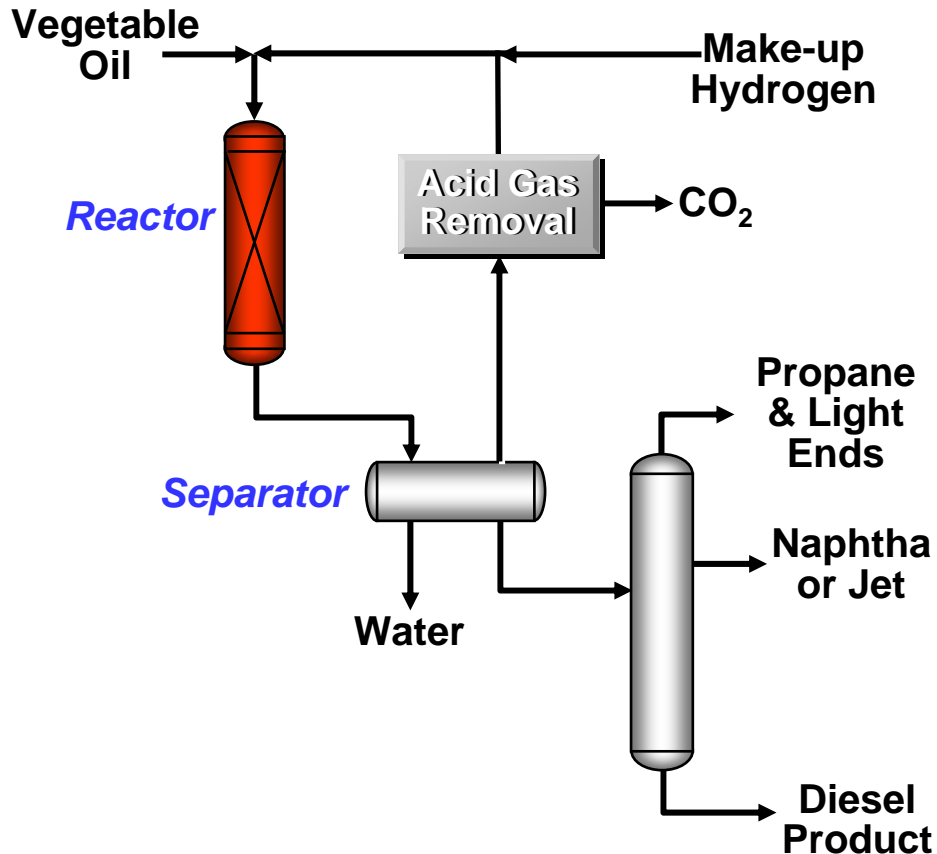 Vegetable
Oil
Make-up
Hydrogen
Acid Gas
Removal
CO₂
Reactor
Propane
& Light
Ends
Separator
Naphtha
or Jet
Water
Diesel
Product